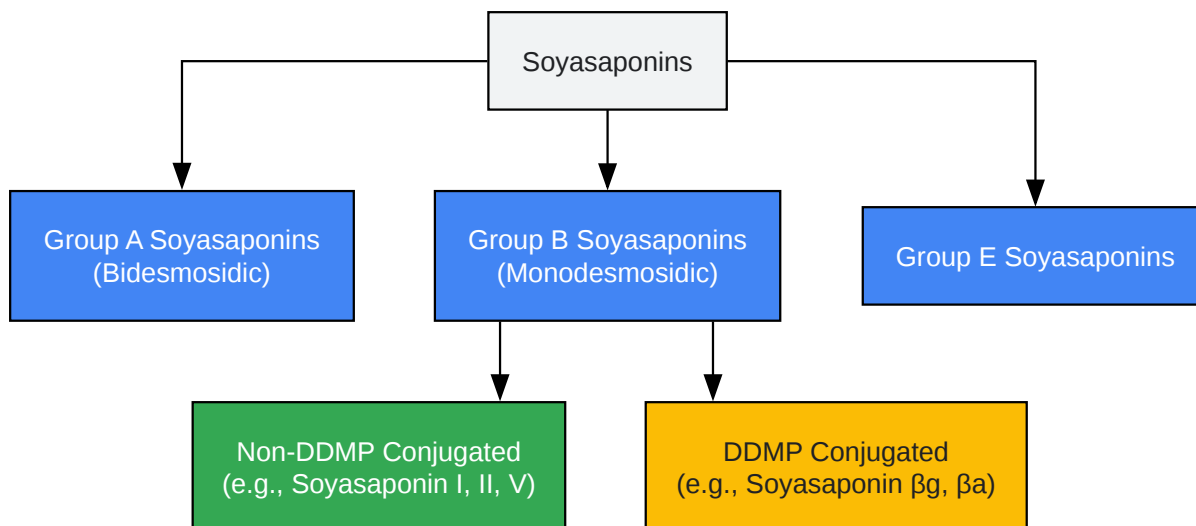 Soyasaponins
Group A Soyasaponins
(Bidesmosidic)
Group B Soyasaponins
(Monodesmosidic)
Group E Soyasaponins
Non-DDMP Conjugated
(e.g., Soyasaponin I, II, V)
DDMP Conjugated
(e.g., Soyasaponin βg, βa)